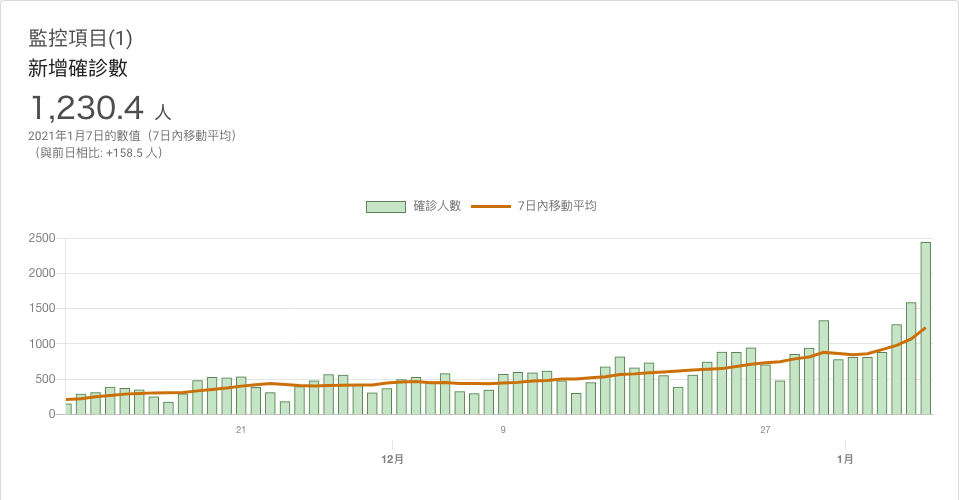 監控項目(1)
新增確診數
1,230.4 人
2021年1月7日的數值（7日內移動平均）
（與前日相比: +158.5 人）
確診人數 7日內移動平均
2500
2000
1500
1000
500
0
21 9 27
12月 1月